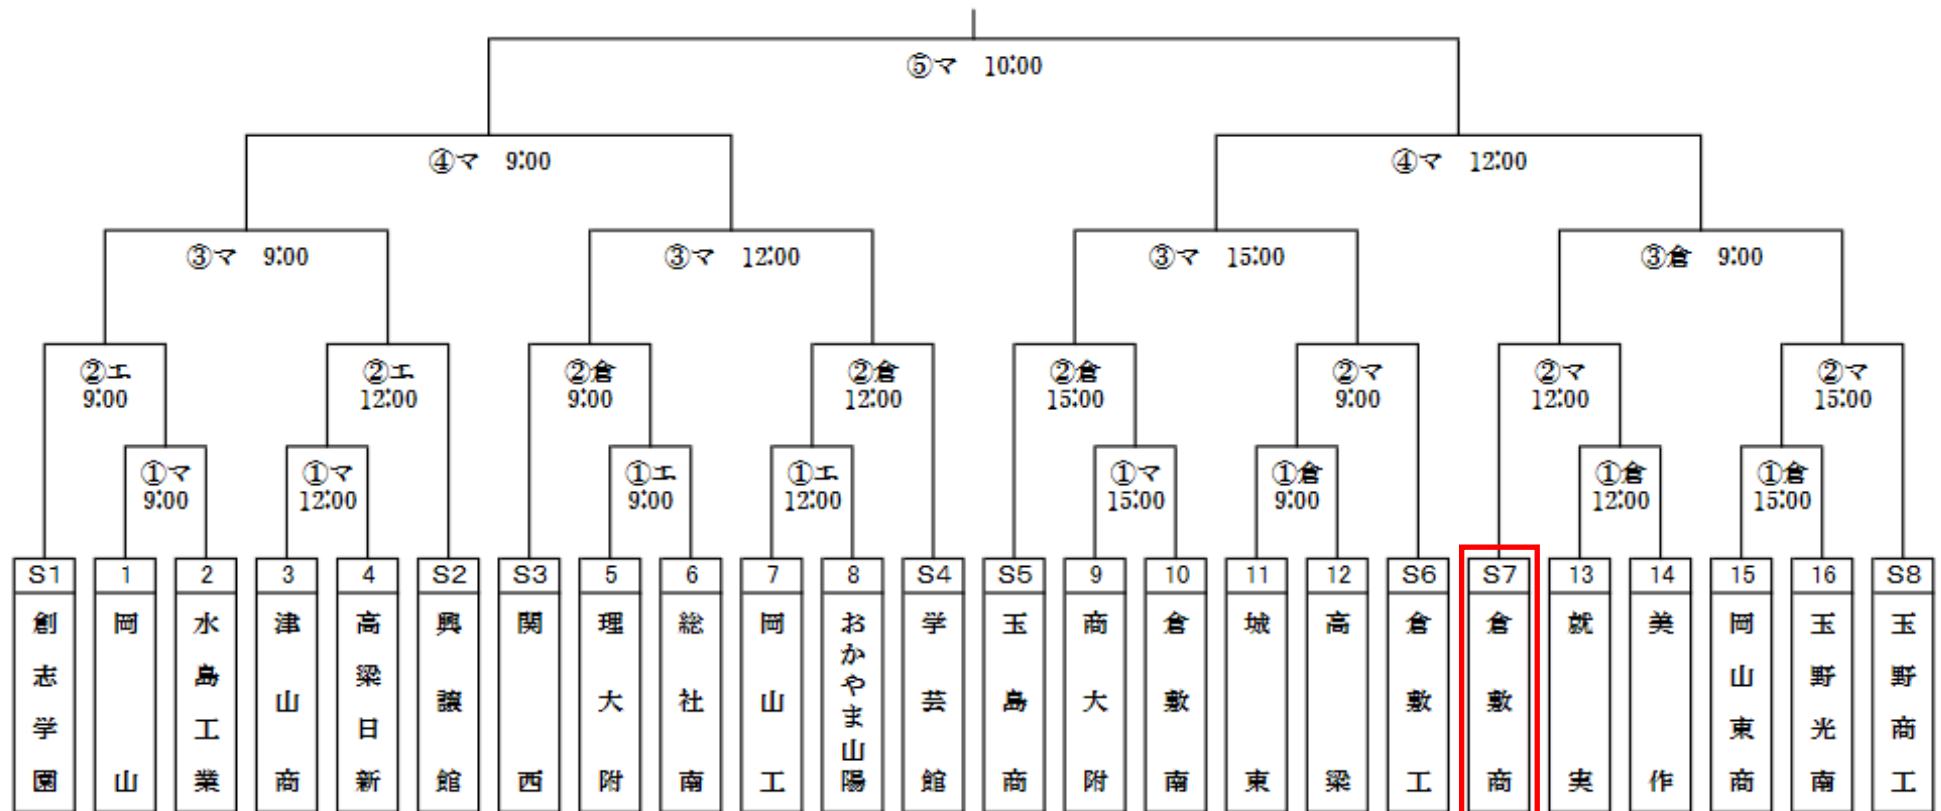 ⑤マ 10:00
④マ 9:00
④マ 12:00
③マ 9:00
③マ 12:00
③マ 15:00
③倉 9:00
②エ
9:00
②エ
12:00
②倉
9:00
②倉
12:00
②倉
15:00
②マ
9:00
②マ
12:00
②マ
15:00
①マ
9:00
①マ
12:00
①エ
9:00
①エ
12:00
①マ
15:00
①倉
9:00
①倉
12:00
①倉
15:00
S1
創志学園
1
岡山
2
水島工業
3
津山商
4
高梁日新
S2
興譲館
S3
関西
5
理大附
6
総社南
7
岡山工
8
おかやま山陽
S4
学芸館
S5
玉島商
9
商大附
10
倉敷南
11
城東
12
高梁
S6
倉敷工
S7
倉敷商
13
就実
14
美作
15
岡山東商
16
玉野光南
S8
玉野商工